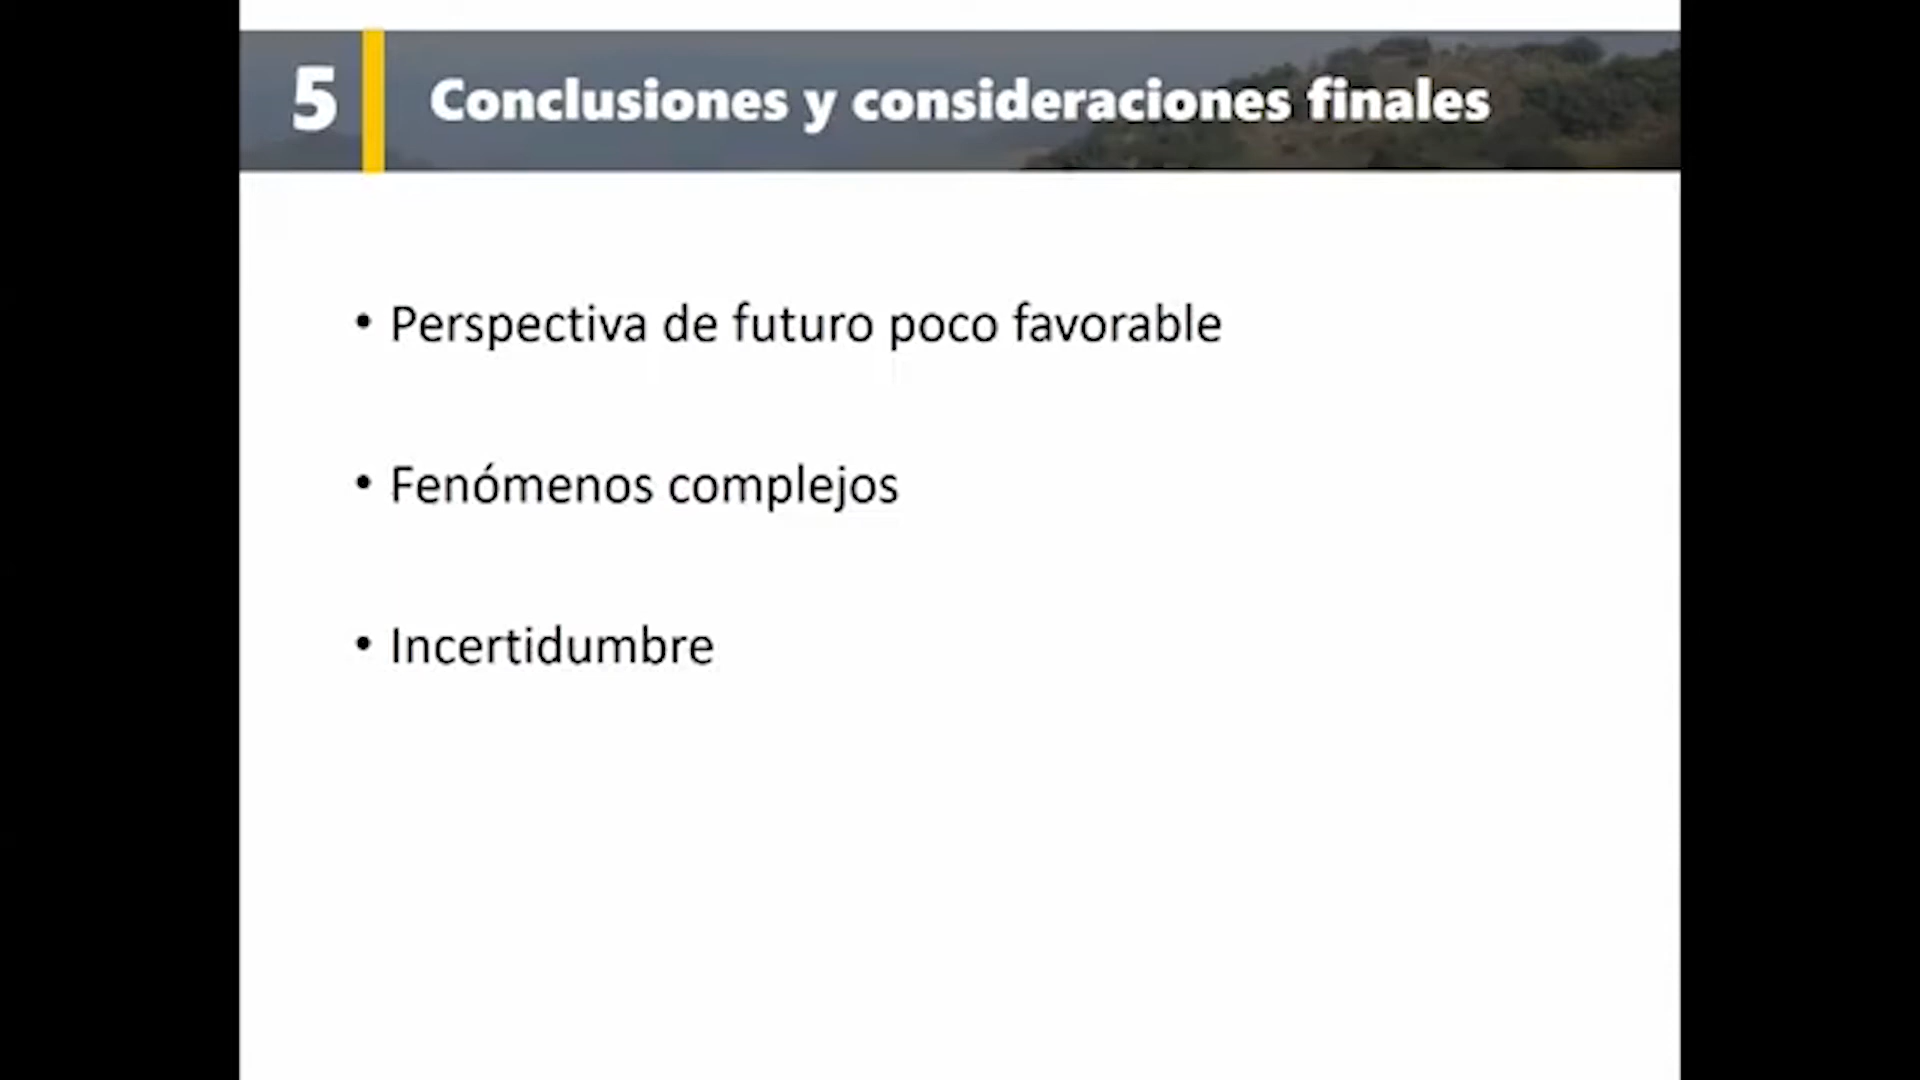 5 Conclusiones y consideraciones finales
• Perspectiva de futuro poco favorable
• Fenómenos complejos
• Incertidumbre